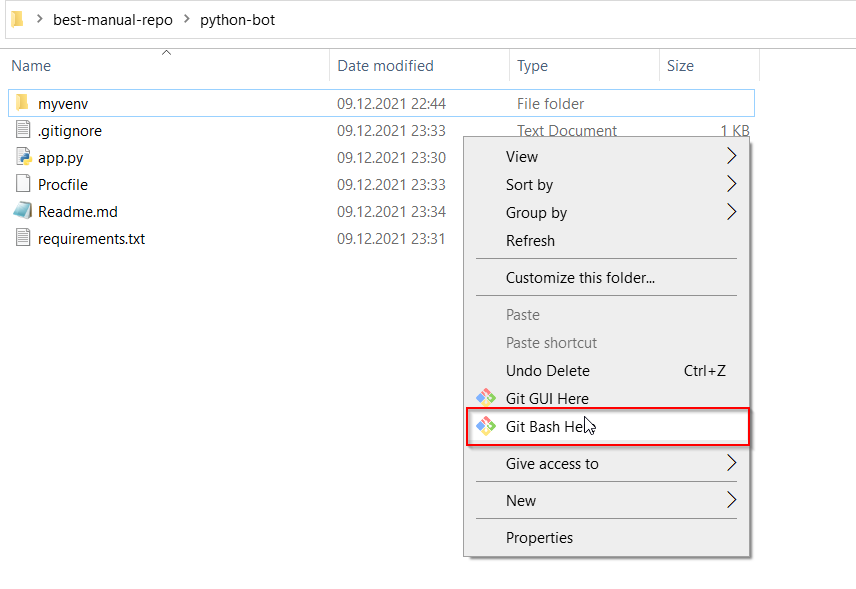 best-manual-repo > python-bot
Name Date modified Type Size
myvenv 09.12.2021 22:44 File folder
.gitignore 09.12.2021 23:33 Text Document 1 KB
app.py 09.12.2021 23:30
Procfile 09.12.2021 23:33
Readme.md 09.12.2021 23:34
requirements.txt 09.12.2021 23:31
View
Sort by
Group by
Refresh
Customize this folder...
Paste
Paste shortcut
Undo Delete Ctrl+Z
Git GUI Here
Git Bash Here
Give access to
New
Properties